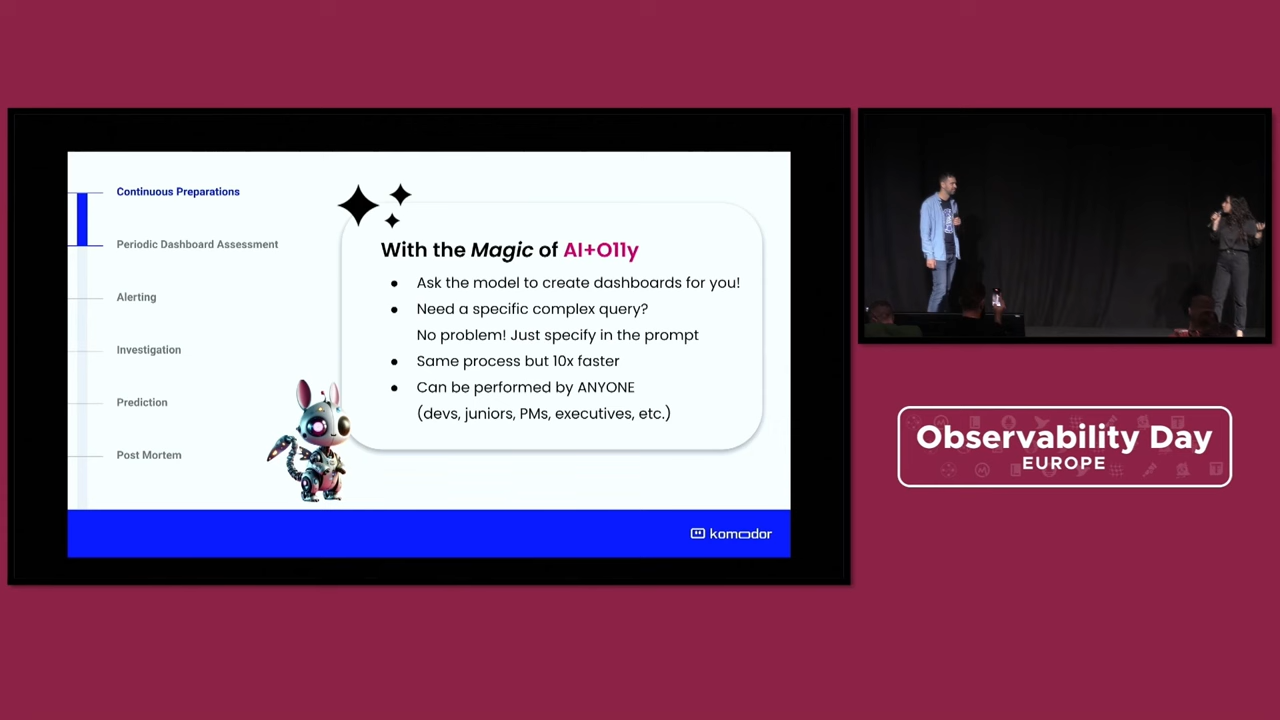 Continuous Preparations
Periodic Dashboard Assessment
Alerting
Investigation
Prediction
Post Mortem
With the Magic of AI+O11y
● Ask the model to create dashboards for you!
● Need a specific complex query?
No problem! Just specify in the prompt
● Same process but 10x faster
● Can be performed by ANYONE
(devs, juniors, PMs, executives, etc.)
komodor
Observability Day
EUROPE